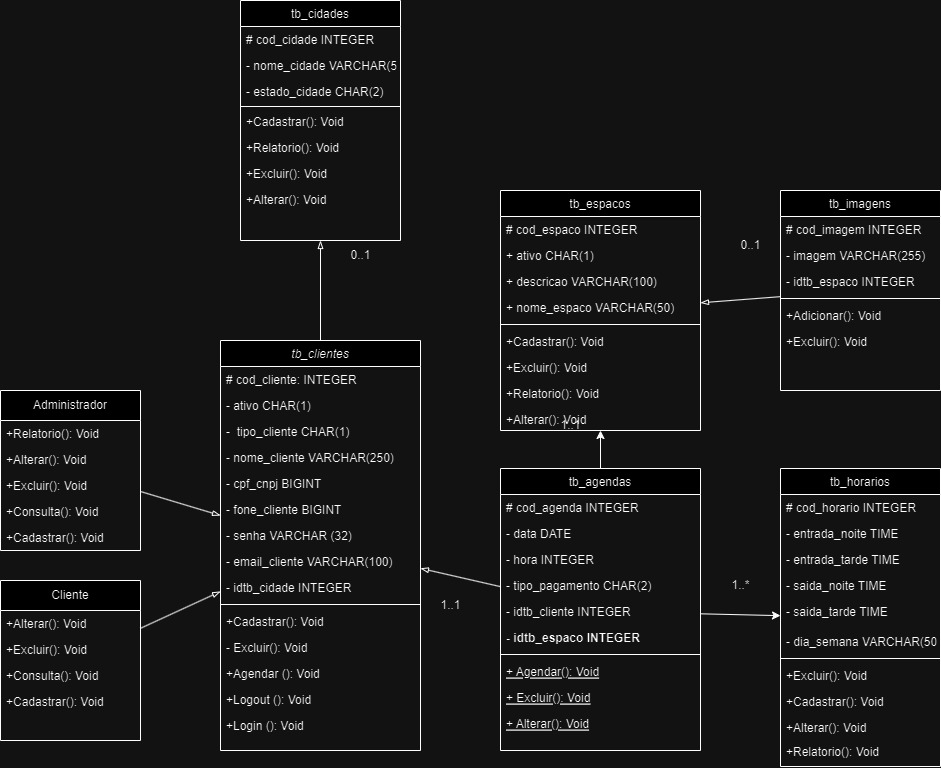 tb_cidades
# cod_cidade INTEGER
- nome_cidade VARCHAR(5
- estado_cidade CHAR(2)
+Cadastrar(): Void
+Relatorio(): Void
+Excluir(): Void
+Alterar(): Void
0..1
tb_espacos
# cod_espaco INTEGER
+ ativo CHAR(1)
+ descricao VARCHAR(100)
+ nome_espaco VARCHAR(50)
+Cadastrar(): Void
+Excluir(): Void
+Relatorio(): Void
+Alterar(): Void
1..1
0..1
tb_imagens
# cod_imagem INTEGER
- imagem VARCHAR(255)
- idtb_espaco INTEGER
+Adicionar(): Void
+Excluir(): Void
Administrador
+Relatorio(): Void
+Alterar(): Void
+Excluir(): Void
+Consulta(): Void
+Cadastrar(): Void
Cliente
+Alterar(): Void
+Excluir(): Void
+Consulta(): Void
+Cadastrar(): Void
tb_clientes
# cod_cliente: INTEGER
- ativo CHAR(1)
- tipo_cliente CHAR(1)
- nome_cliente VARCHAR(250)
- cpf_cnpj BIGINT
- fone_cliente BIGINT
- senha VARCHAR (32)
- email_cliente VARCHAR(100)
- idtb_cidade INTEGER
+Cadastrar(): Void
- Excluir(): Void
+Agendar (): Void
+Logout (): Void
+Login (): Void
1..1
tb_agendas
# cod_agenda INTEGER
- data DATE
- hora INTEGER
- tipo_pagamento CHAR(2)
- idtb_cliente INTEGER
- idtb_espaco INTEGER
+ Agendar(): Void
+ Excluir(): Void
+ Alterar(): Void
1..*
tb_horarios
# cod_horario INTEGER
- entrada_noite TIME
- entrada_tarde TIME
- saida_noite TIME
- saida_tarde TIME
- dia_semana VARCHAR(50
+Excluir(): Void
+Cadastrar(): Void
+Alterar(): Void
+Relatorio(): Void